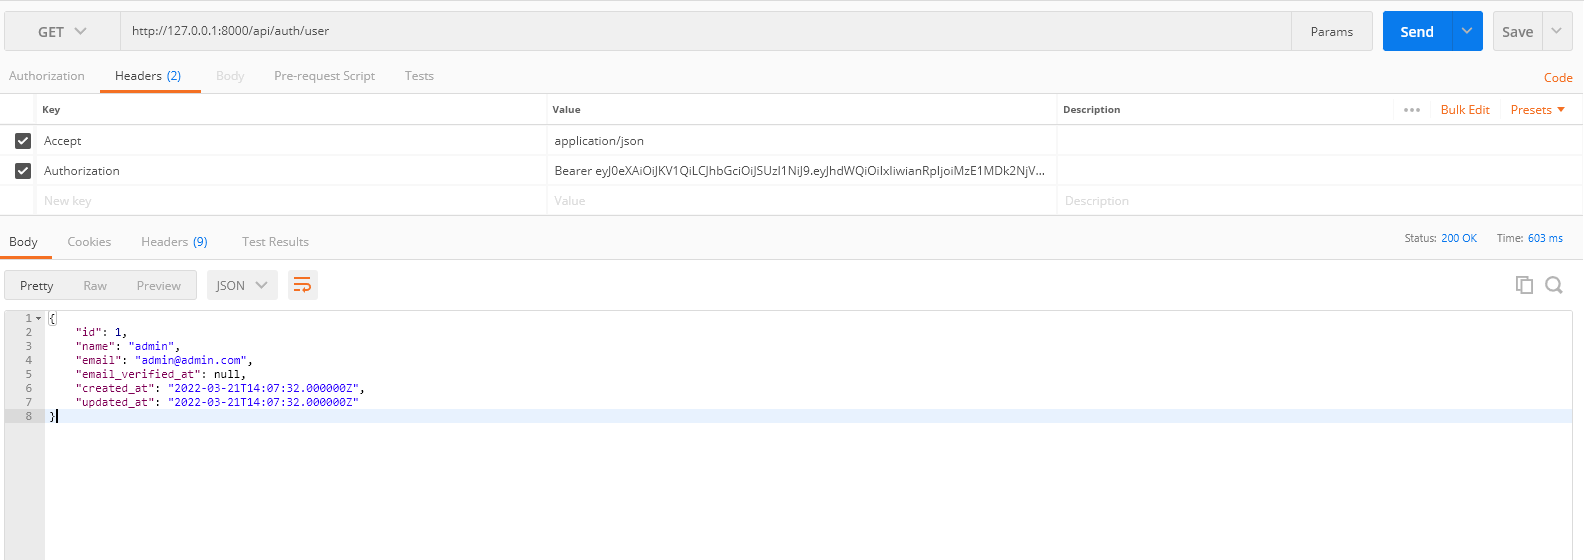 GET http://127.0.0.1:8000/api/auth/user Params Send Save
Authorization Headers (2) Body Pre-request Script Tests Code
Key Value Description ••• Bulk Edit Presets
Accept application/json
Authorization Bearer eyJ0eXAiOiJKV1QiLCJhbGciOiJSUzI1NiJ9.eyJhdWQiOiIxIiwianRpIjoiMzE1MDk2NjV...
New key Value Description
Body Cookies Headers (9) Test Results Status: 200 OK Time: 603 ms
Pretty Raw Preview JSON
1 {
2 "id": 1,
3 "name": "admin",
4 "email": "admin@admin.com",
5 "email_verified_at": null,
6 "created_at": "2022-03-21T14:07:32.000000Z",
7 "updated_at": "2022-03-21T14:07:32.000000Z"
8 }